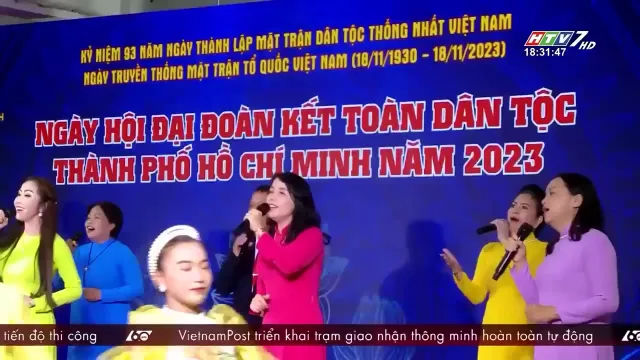 KỶ NIỆM 93 NĂM NGÀY THÀNH LẬP MẶT TRẬN DÂN TỘC THỐNG NHẤT VIỆT NAM
NGÀY TRUYỀN THỐNG MẶT TRẬN TỔ QUỐC VIỆT NAM (18/11/1930 - 18/11/2023)
HTV7 HD
18:31:47
NGÀY HỘI ĐẠI ĐOÀN KẾT TOÀN DÂN TỘC
THÀNH PHỐ HỒ CHÍ MINH NĂM 2023
tiến độ thi công 60 VietnamPost triển khai trạm giao nhận thông minh hoàn toàn tự động 60